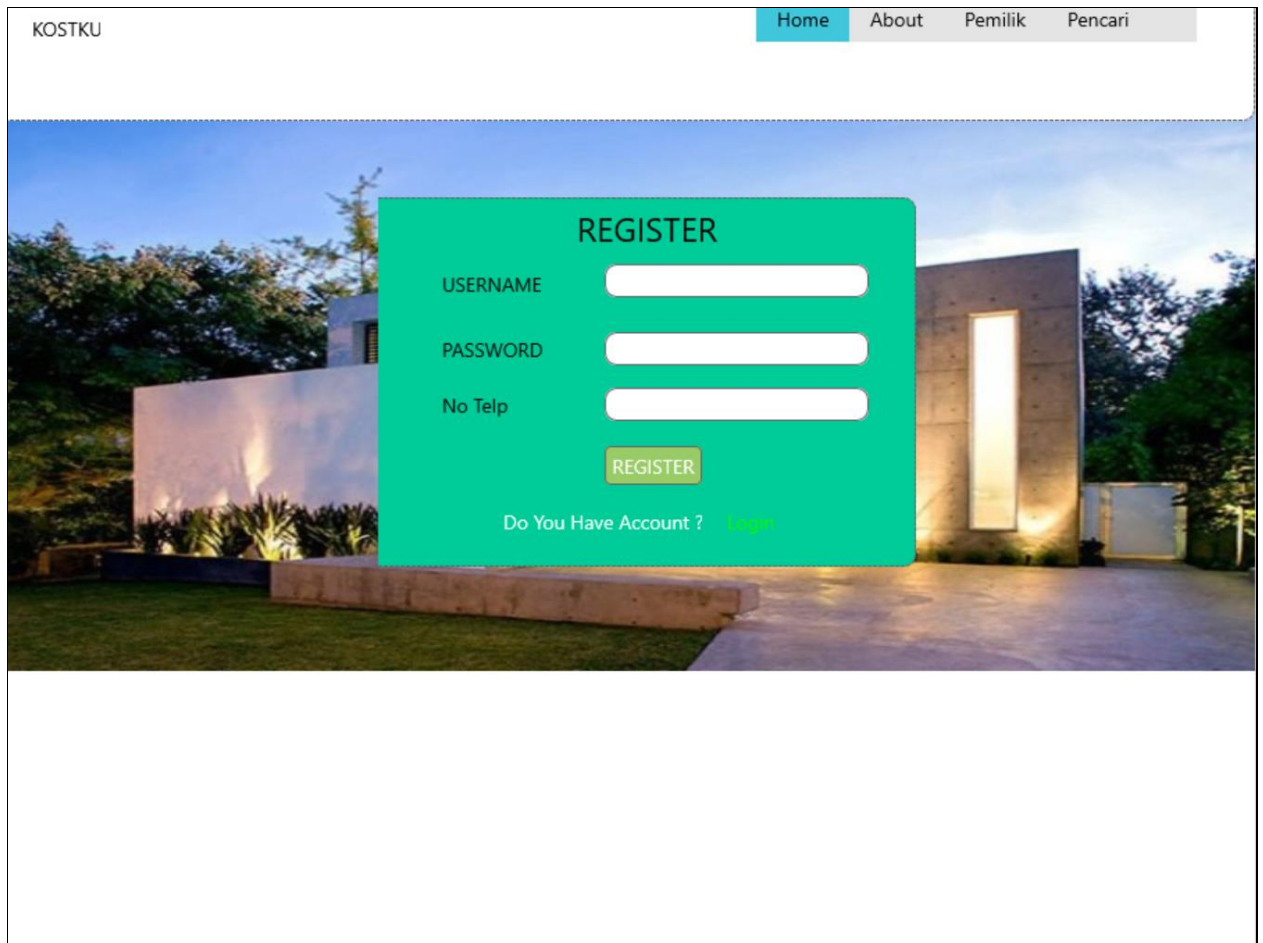 KOSTKU
Home About Pemilik Pencari
REGISTER
USERNAME
PASSWORD
No Telp
REGISTER
Do You Have Account ? Login